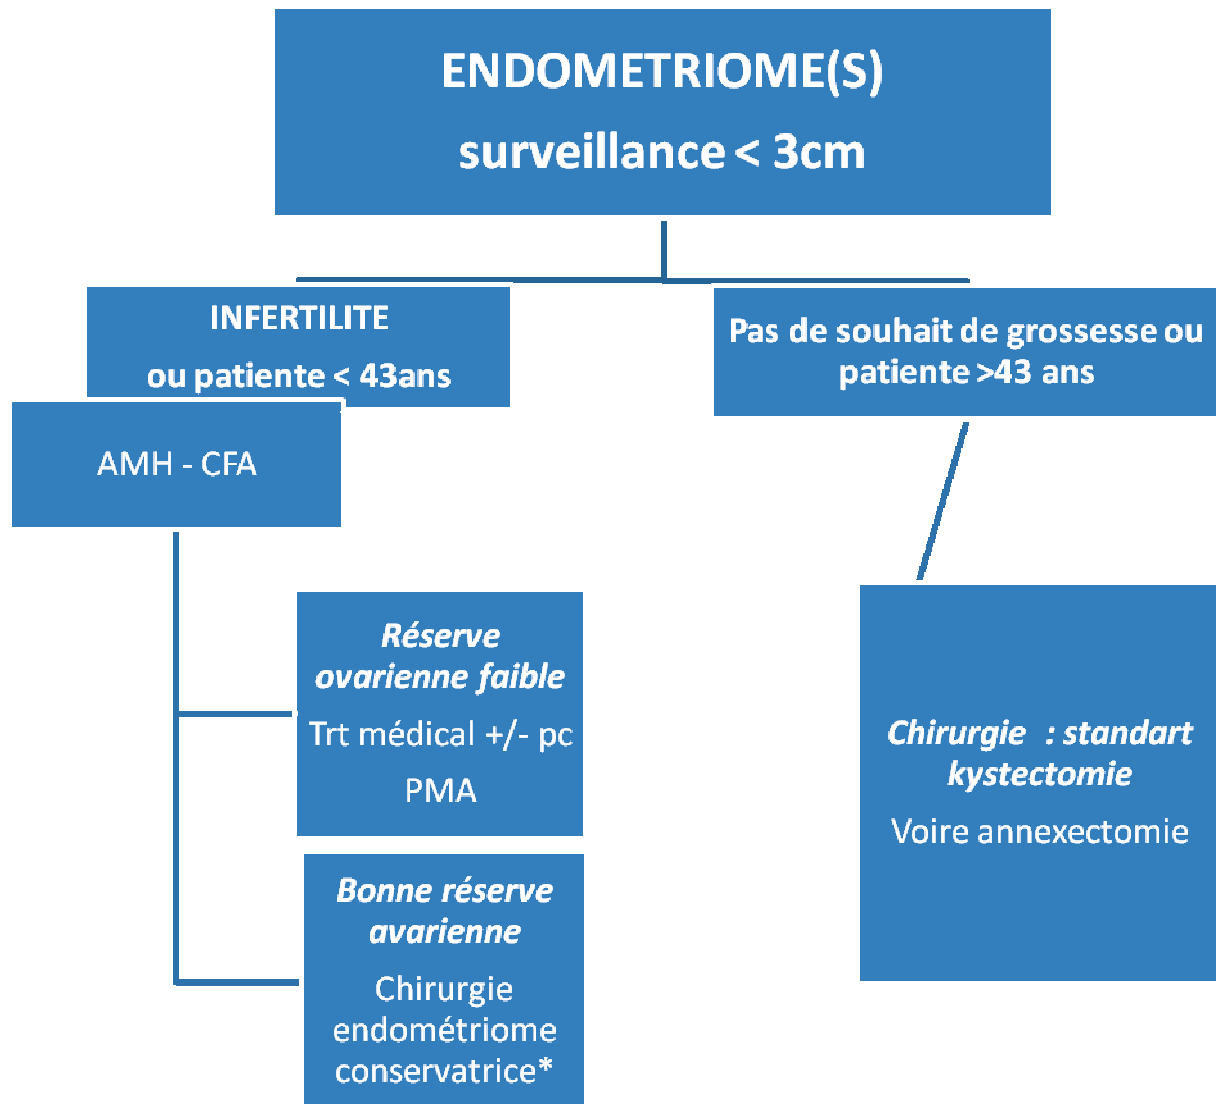 ENDOMETRIOME(S)
surveillance < 3cm
INFERTILITE
ou patiente < 43ans
Pas de souhait de grossesse ou
patiente >43 ans
AMH - CFA
Réserve
ovarienne faible
Trt médical +/- pc
PMA
Bonne réserve
avarienne
Chirurgie
endométriome
conservatrice*
Chirurgie : standart
kystectomie
Voire annexectomie